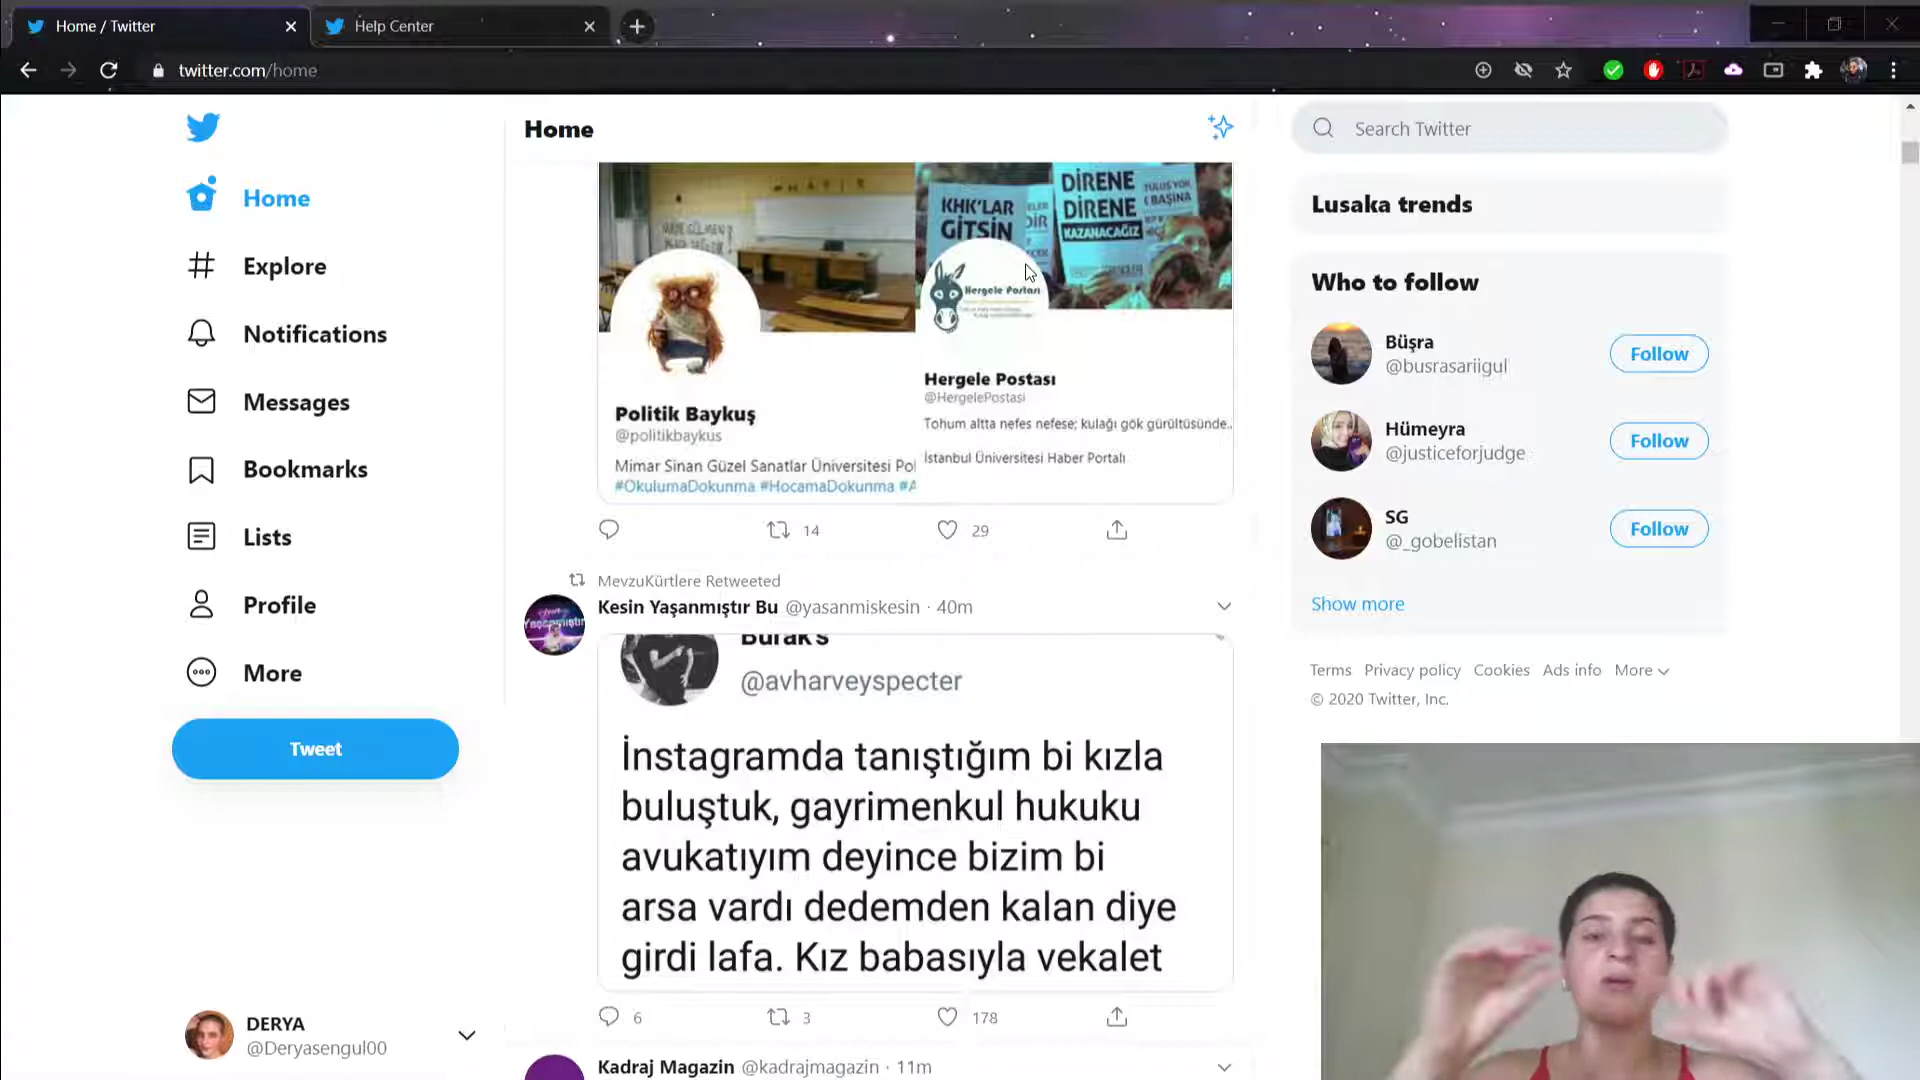 Home / Twitter
Help Center
twitter.com/home
Home
Explore
Notifications
Messages
Bookmarks
Lists
Profile
More
Tweet
DERYA
@Deryasengul00
Home
KHK'LAR
GİTSİN
DİRENE
DİRENE
KAZANACAĞIZ
Politik Baykuş
@politikbaykus
Mimar Sinan Güzel Sanatlar Üniversitesi Pol
#OkulumaDokunma #HocamaDokunma #A
Hergele Postası
Hergele Postası
@HergelePostasi
Tohum altta nefes nefese; kulağı gök gürültüsünde..
İstanbul Üniversitesi Haber Portalı
14
29
MevzuKürtlere Retweeted
Kesin Yaşanmıştır Bu @yasanmiskesin · 40m
Burak's
@avharveyspecter
İnstagramda tanıştığım bi kızla
buluştuk, gayrimenkul hukuku
avukatıyım deyince bizim bi
arsa vardı dedemden kalan diye
girdi lafa. Kız babasıyla vekalet
6
3
178
Kadraj Magazin @kadrajmagazin · 11m
Search Twitter
Lusaka trends
Who to follow
Büşra
@busrasariigul
Follow
Hümeyra
@justiceforjudge
Follow
SG
@_gobelistan
Follow
Show more
Terms Privacy policy Cookies Ads info More
© 2020 Twitter, Inc.